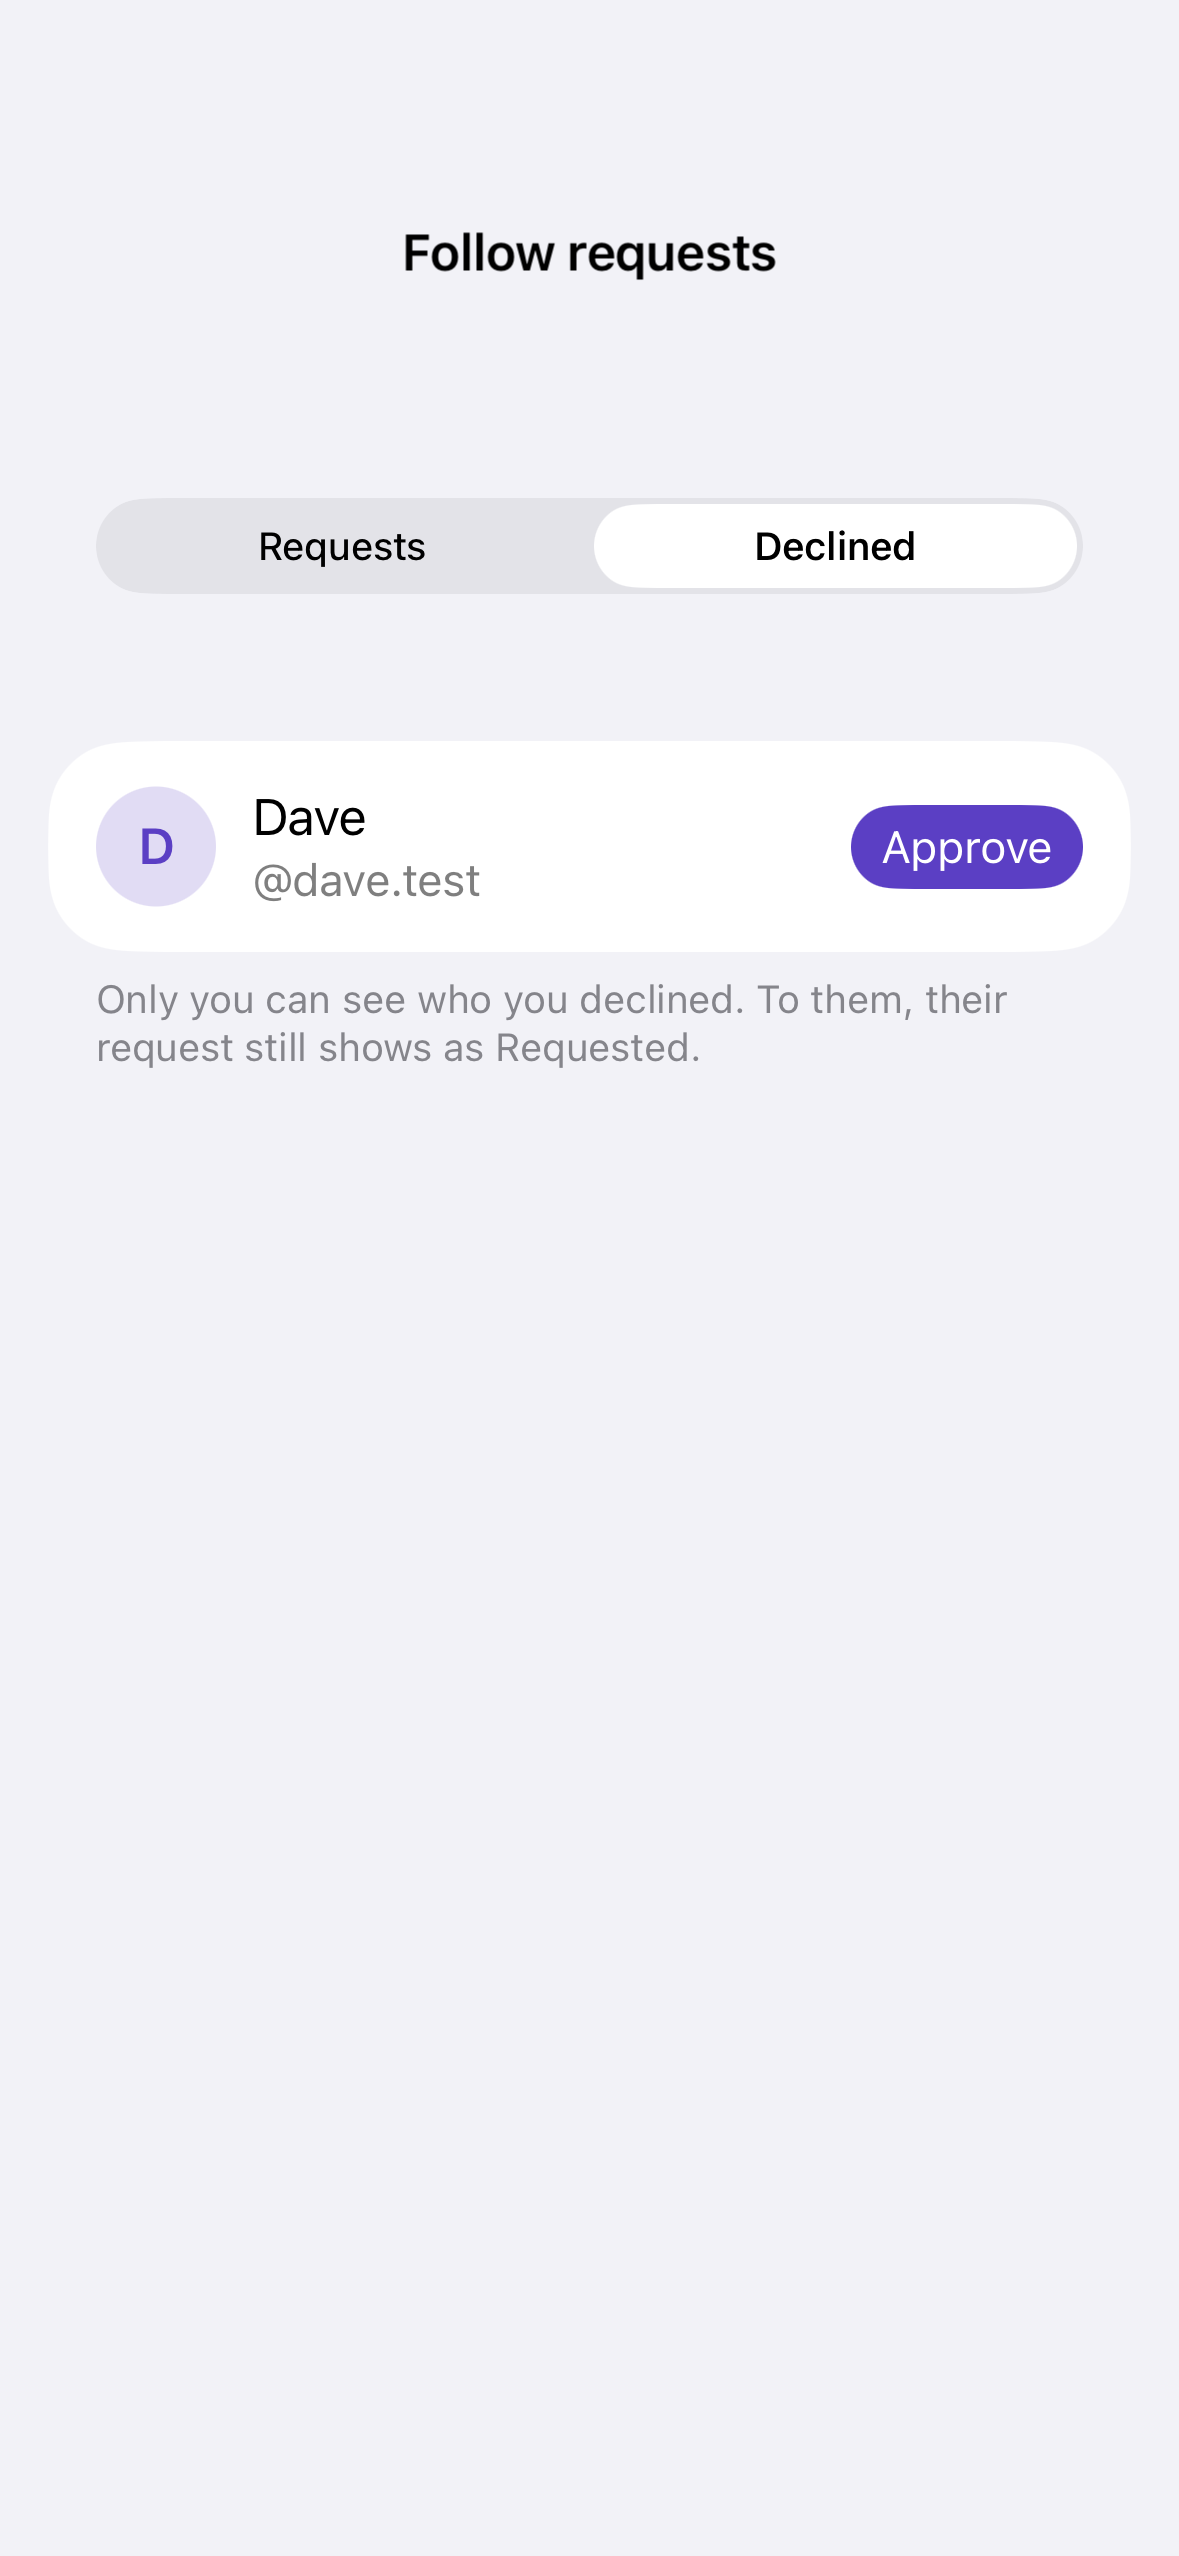 Follow requests
Requests
Declined
D
Dave
@dave.test
Approve
Only you can see who you declined. To them, their
request still shows as Requested.